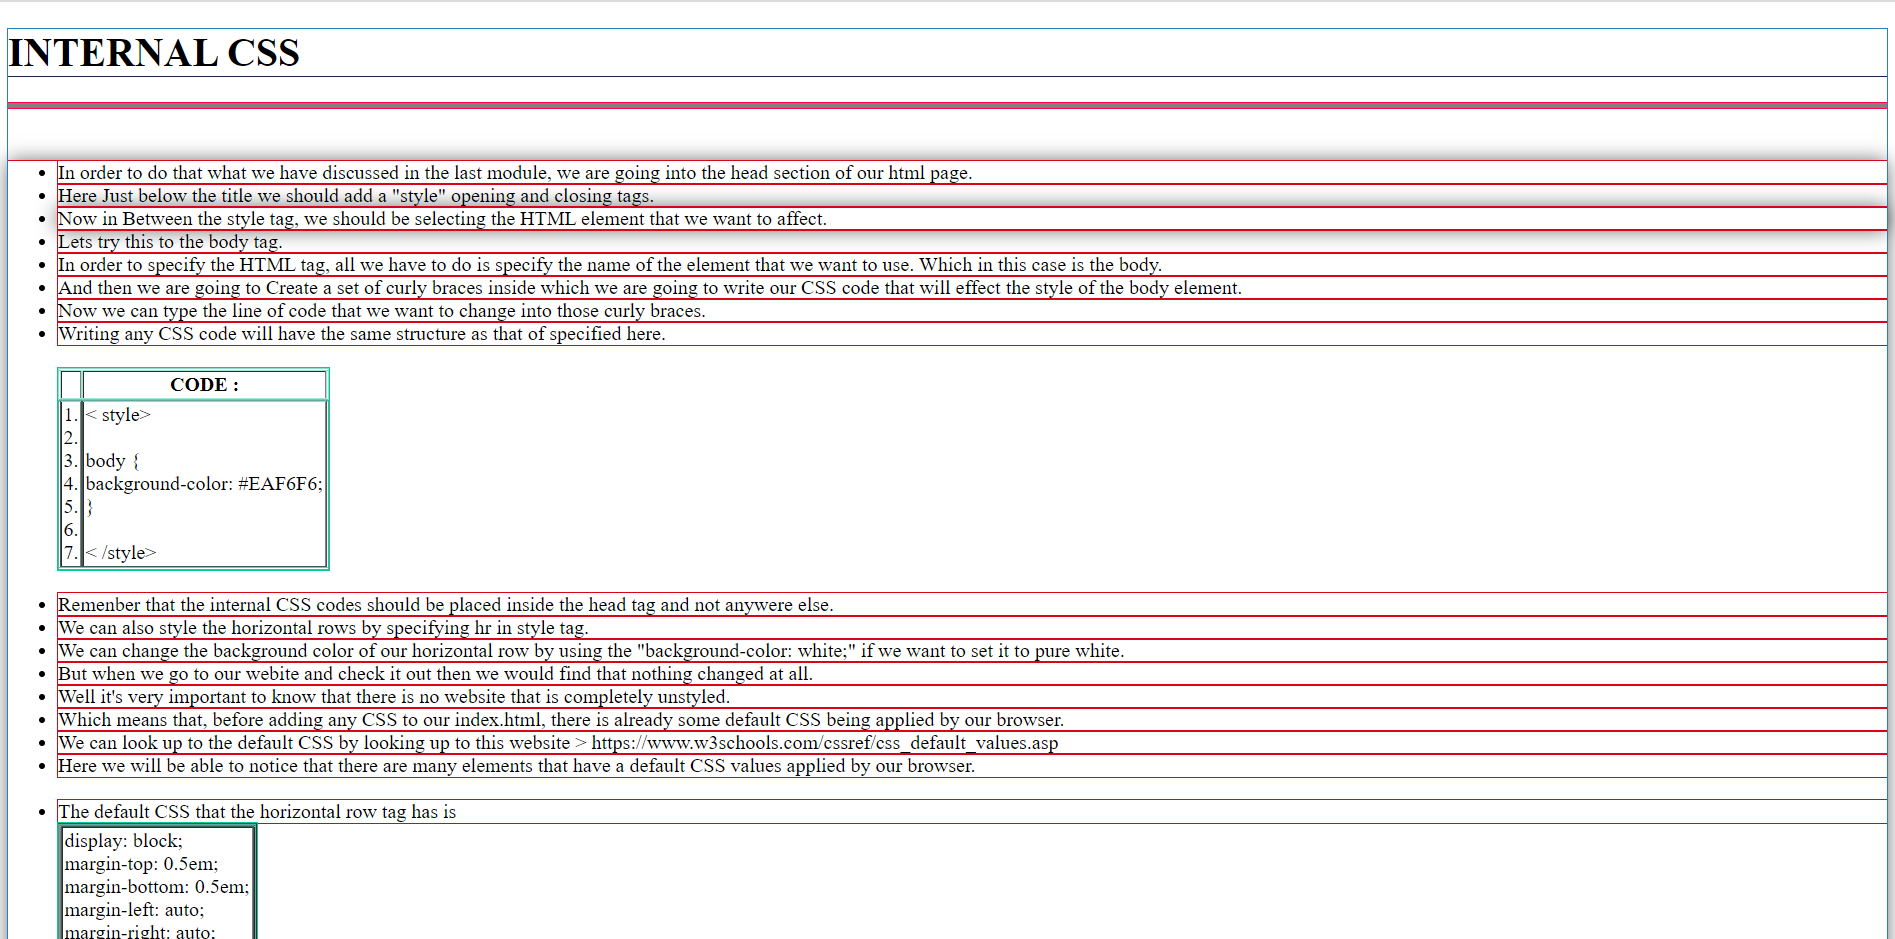 INTERNAL CSS
In order to do that what we have discussed in the last module, we are going into the head section of our html page.
Here Just below the title we should add a "style" opening and closing tags.
Now in Between the style tag, we should be selecting the HTML element that we want to affect.
Lets try this to the body tag.
In order to specify the HTML tag, all we have to do is specify the name of the element that we want to use. Which in this case is the body.
And then we are going to Create a set of curly braces inside which we are going to write our CSS code that will effect the style of the body element.
Now we can type the line of code that we want to change into those curly braces.
Writing any CSS code will have the same structure as that of specified here.
CODE :
1. < style>
2.
3. body {
4. background-color: #EAF6F6;
5. }
6.
7. < /style>
Remenber that the internal CSS codes should be placed inside the head tag and not anywere else.
We can also style the horizontal rows by specifying hr in style tag.
We can change the background color of our horizontal row by using the "background-color: white;" if we want to set it to pure white.
But when we go to our webite and check it out then we would find that nothing changed at all.
Well it's very important to know that there is no website that is completely unstyled.
Which means that, before adding any CSS to our index.html, there is already some default CSS being applied by our browser.
We can look up to the default CSS by looking up to this website > https://www.w3schools.com/cssref/css_default_values.asp
Here we will be able to notice that there are many elements that have a default CSS values applied by our browser.
The default CSS that the horizontal row tag has is
display: block;
margin-top: 0.5em;
margin-bottom: 0.5em;
margin-left: auto;
margin-right: auto;